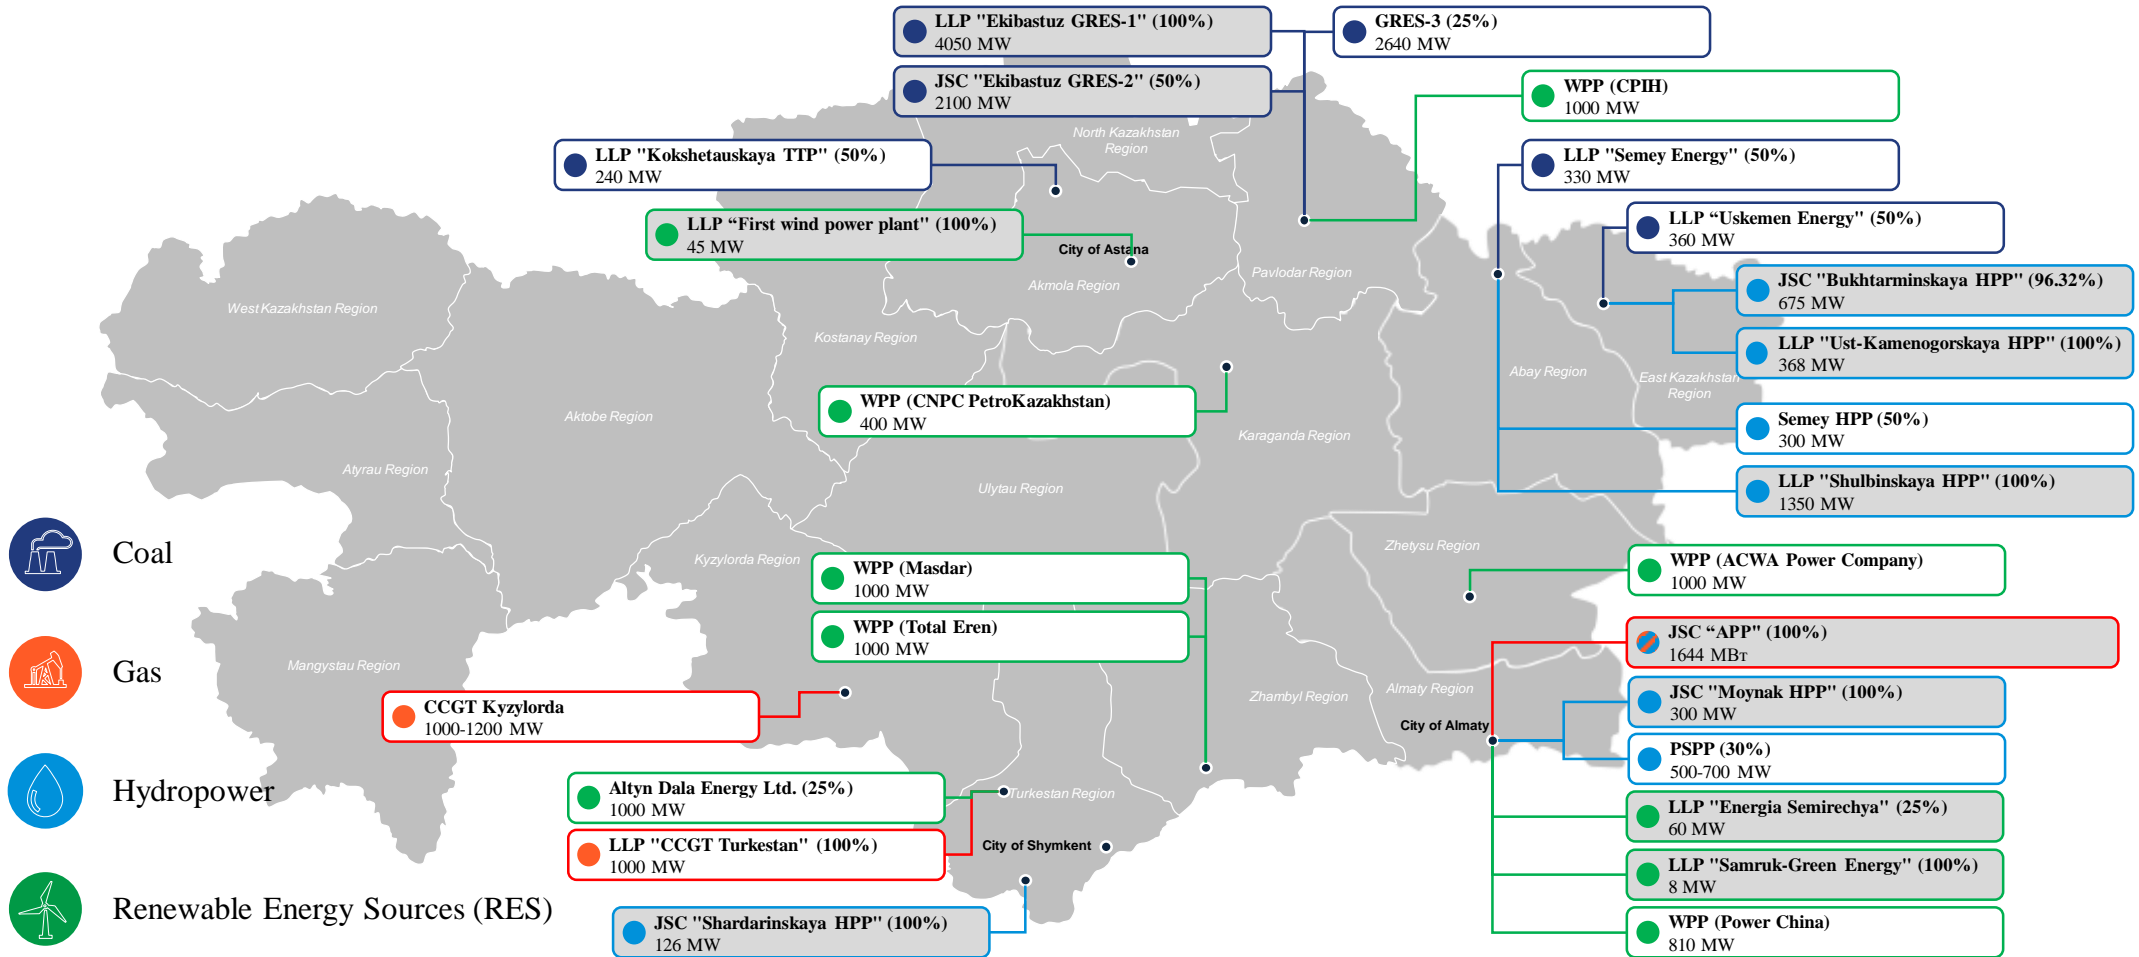 LLP "Ekibastuz GRES-1" (100%)
4050 MW
GRES-3 (25%)
2640 MW
JSC "Ekibastuz GRES-2" (50%)
2100 MW
WPP (CPIH)
1000 MW
North Kazakhstan
Region
LLP "Kokshetauskaya TTP" (50%)
240 MW
LLP "Semey Energy" (50%)
330 MW
LLP “First wind power plant" (100%)
45 MW
City of Astana
LLP “Uskemen Energy" (50%)
360 MW
Pavlodar Region
Akmola Region
JSC "Bukhtarminskaya HPP" (96.32%)
675 MW
West Kazakhstan Region
Kostanay Region
LLP "Ust-Kamenogorskaya HPP" (100%)
368 MW
Abay Region
East Kazakhstan
Region
WPP (CNPC PetroKazakhstan)
400 MW
Aktobe Region
Karaganda Region
Semey HPP (50%)
300 MW
Atyrau Region
Ulytau Region
LLP "Shulbinskaya HPP" (100%)
1350 MW
Coal
Kyzylorda Region
Zhetysu Region
WPP (Masdar)
1000 MW
WPP (ACWA Power Company)
1000 MW
WPP (Total Eren)
1000 MW
JSC “APP" (100%)
1644 МВт
Gas
Mangystau Region
Zhambyl Region
Almaty Region
JSC "Moynak HPP" (100%)
300 MW
CCGT Kyzylorda
1000-1200 MW
City of Almaty
PSPP (30%)
500-700 MW
Hydropower
Altyn Dala Energy Ltd. (25%)
1000 MW
Turkestan Region
LLP "Energia Semirechya" (25%)
60 MW
LLP "CCGT Turkestan" (100%)
1000 MW
City of Shymkent
LLP "Samruk-Green Energy" (100%)
8 MW
Renewable Energy Sources (RES)
JSC "Shardarinskaya HPP" (100%)
126 MW
WPP (Power China)
810 MW